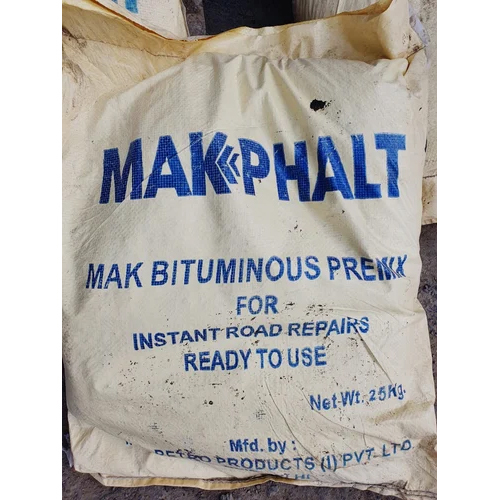 MAKPHALT
MAK BITUMINOUS PREMIX
FOR
INSTANT ROAD REPAIRS
READY TO USE
Net Wt. 25Kg.
Mfd. by :
PETRO PRODUCTS (I) PVT. LTD.